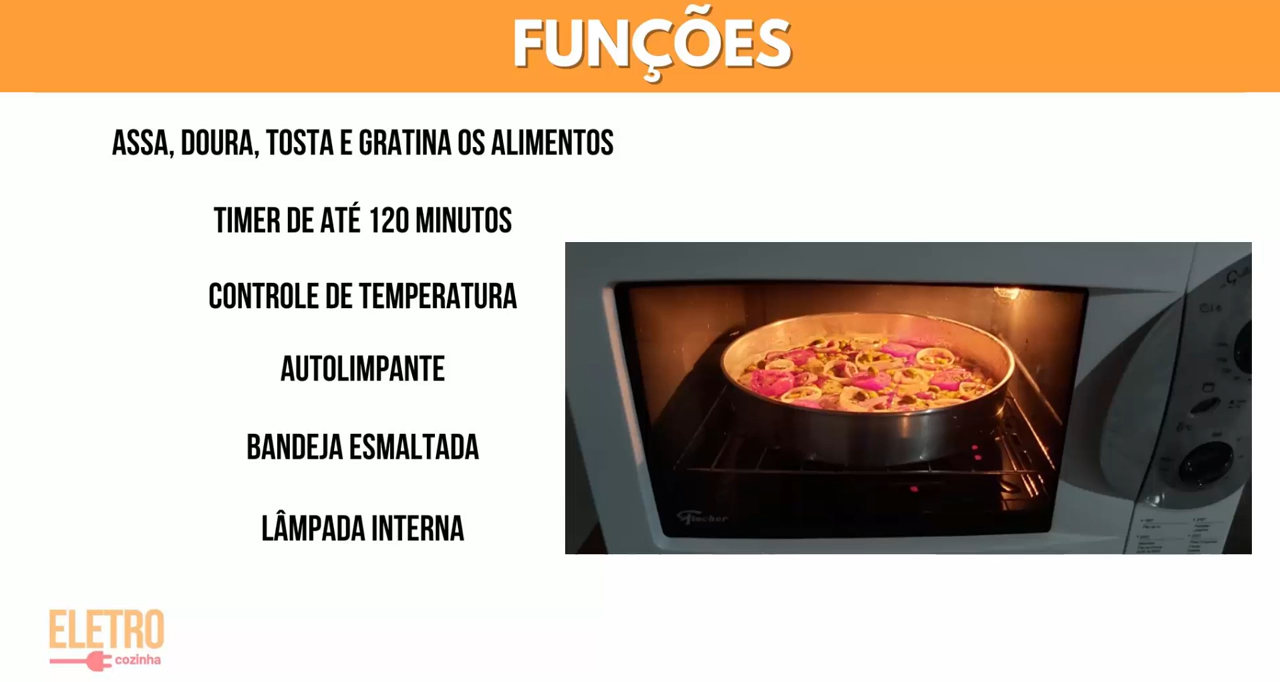 FUNÇÕES
ASSA, DOURA, TOSTA E GRATINA OS ALIMENTOS
TIMER DE ATÉ 120 MINUTOS
CONTROLE DE TEMPERATURA
AUTOLIMPANTE
BANDEJA ESMALTADA
LÂMPADA INTERNA
Fischer
ELETRO
cozinha